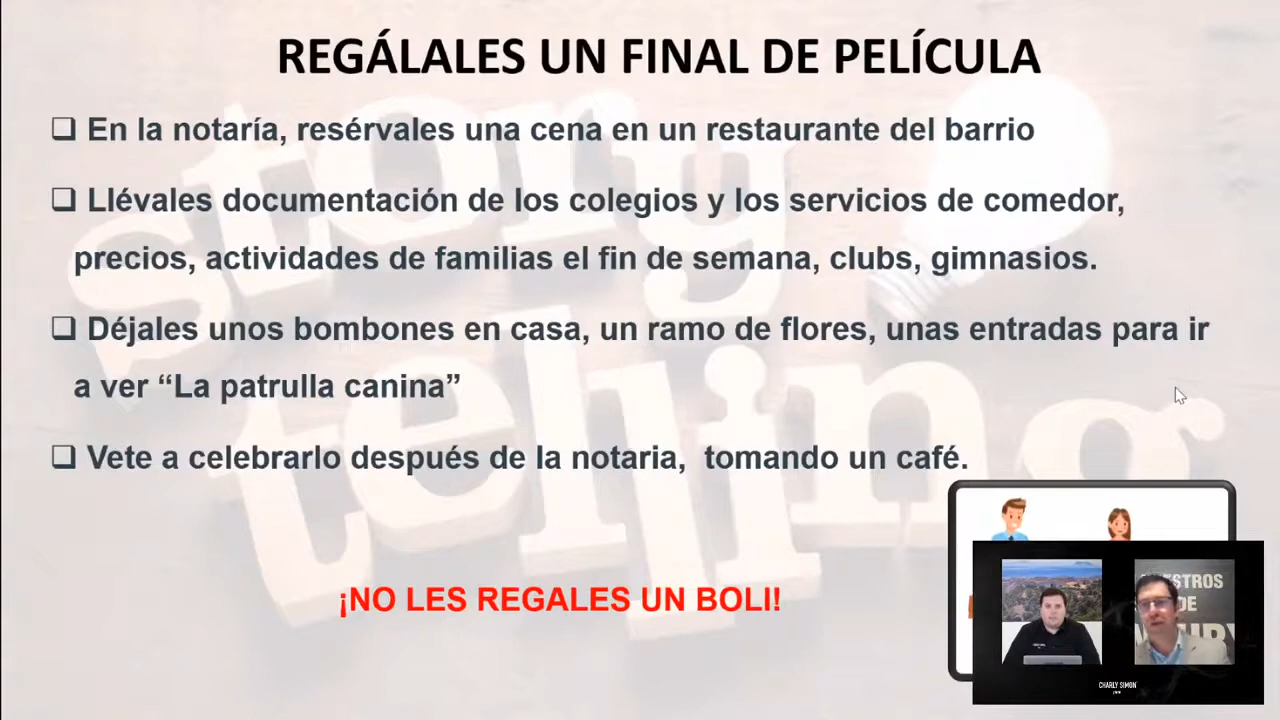 REGÁLALES UN FINAL DE PELÍCULA
En la notaría, resérvales una cena en un restaurante del barrio
Llévales documentación de los colegios y los servicios de comedor,
precios, actividades de familias el fin de semana, clubs, gimnasios.
Déjales unos bombones en casa, un ramo de flores, unas entradas para ir
a ver “La patrulla canina”
Vete a celebrarlo después de la notaria,  tomando un café.
¡NO LES REGALES UN BOLI!
story
telling
DE
CHARLY SIMON